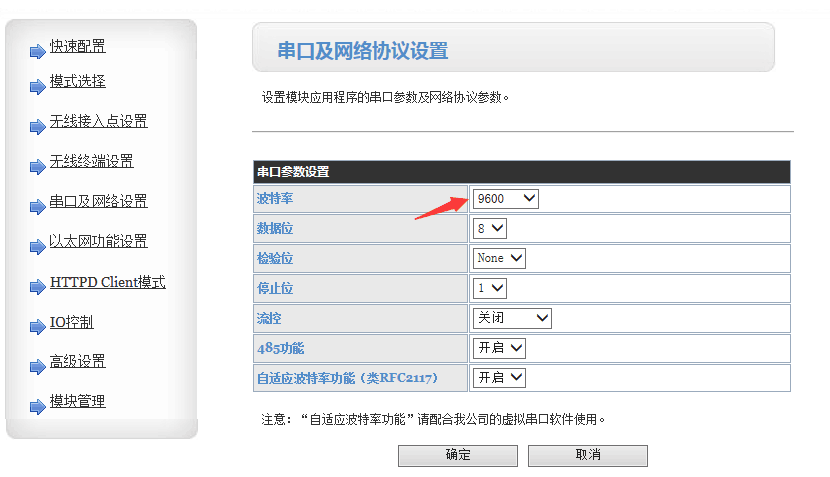 快速配置
模式选择
无线接入点设置
无线终端设置
串口及网络设置
以太网功能设置
HTTPD Client模式
IO控制
高级设置
模块管理
串口及网络协议设置
设置模块应用程序的串口参数及网络协议参数。
串口参数设置
波特率 9600
数据位 8
检验位 None
停止位 1
流控 关闭
485功能 开启
自适应波特率功能（类RFC2117） 开启
注意：“自适应波特率功能”请配合我公司的虚拟串口软件使用。
确定 取消